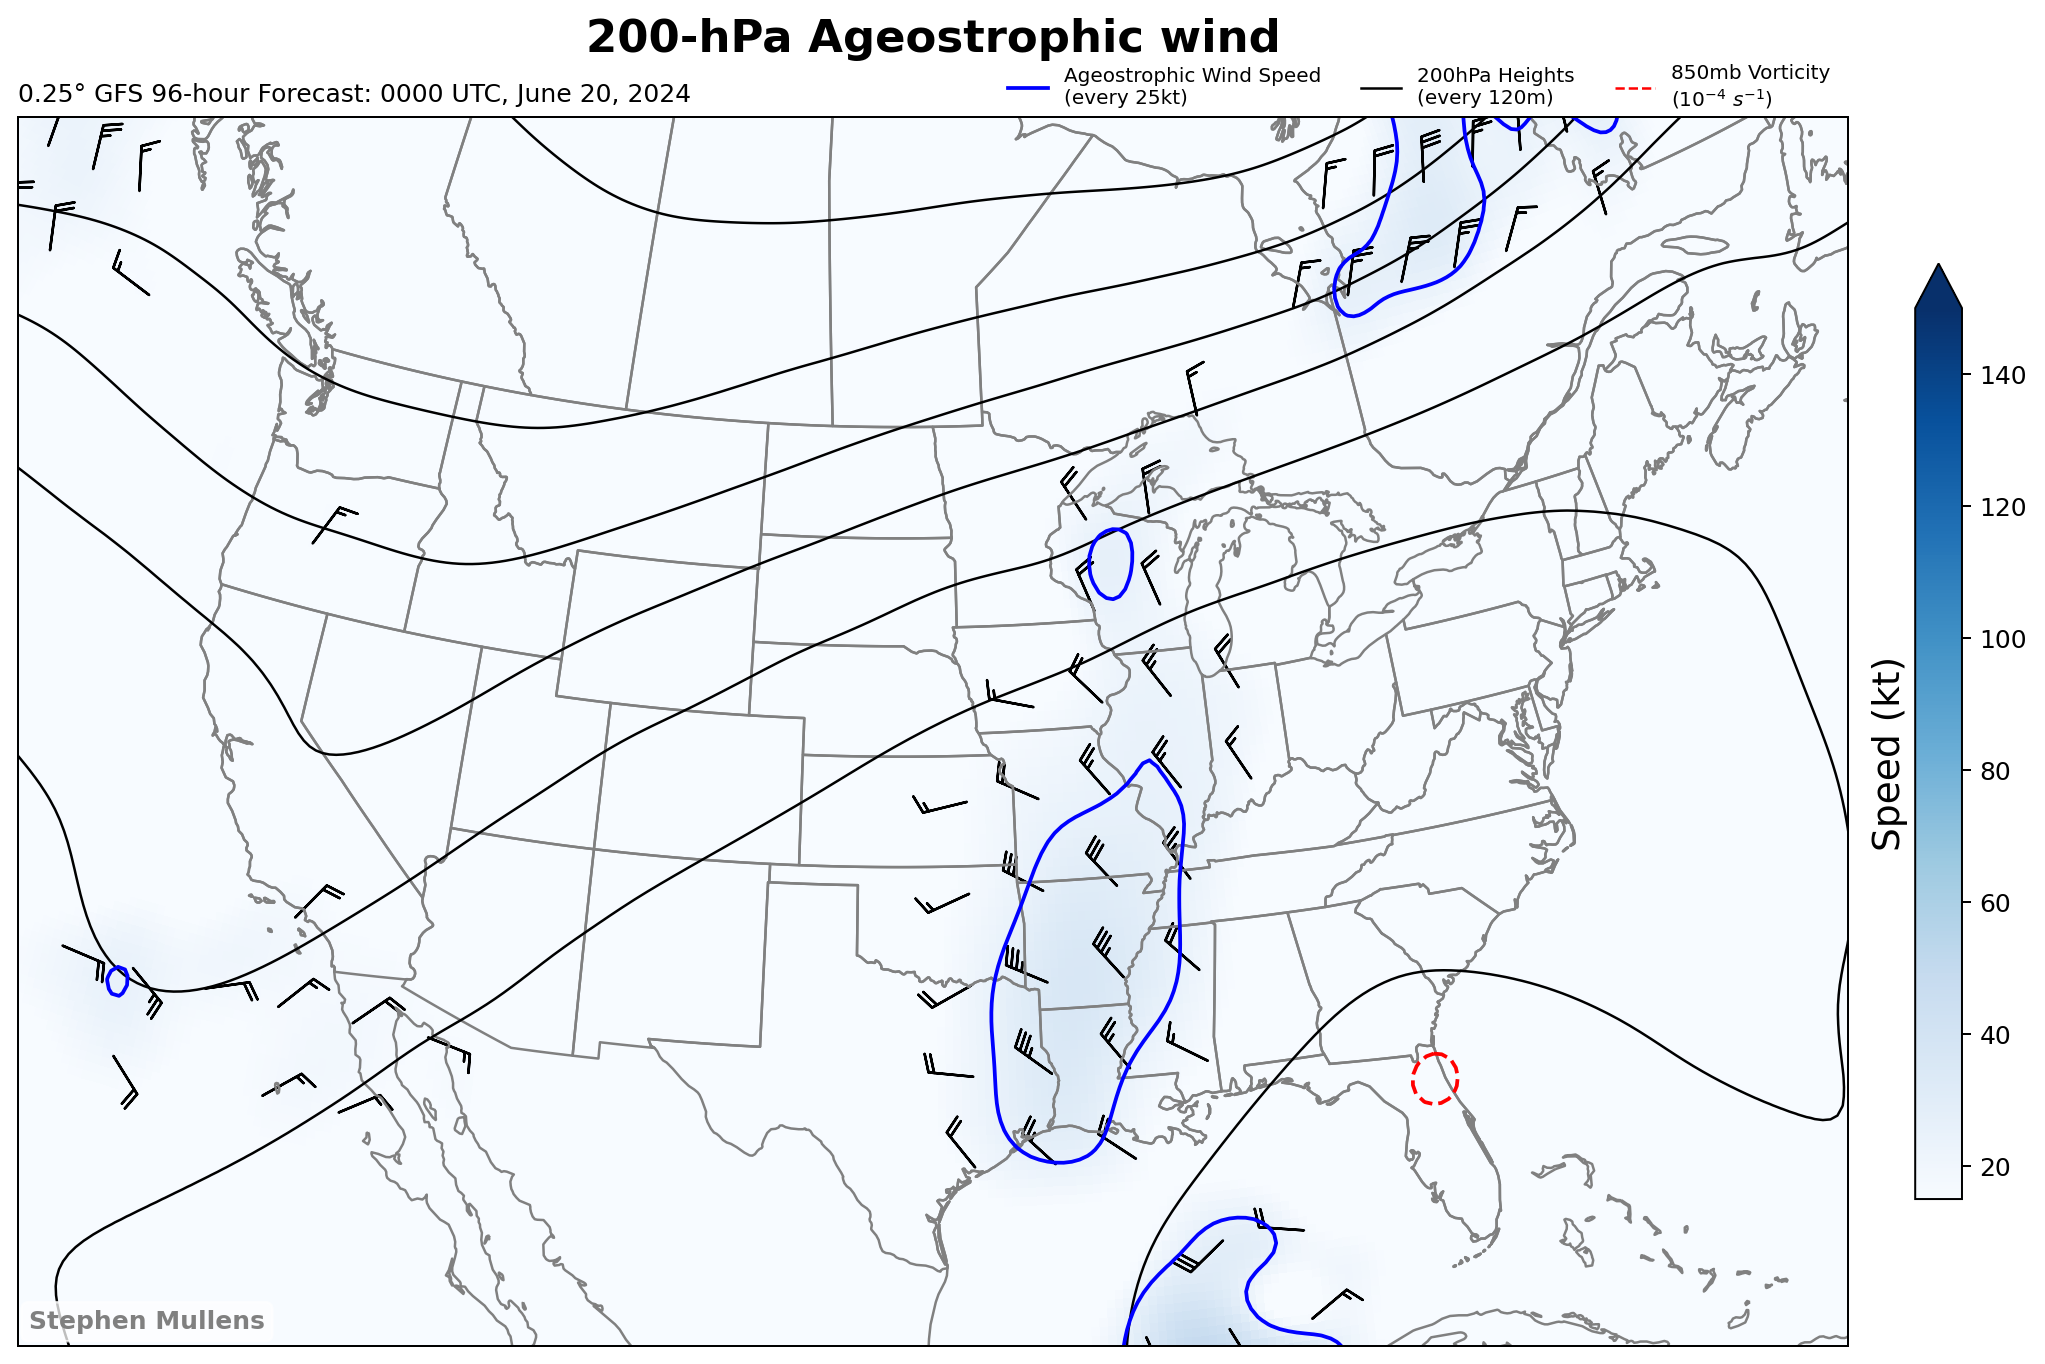 200-hPa Ageostrophic wind
0.25° GFS 96-hour Forecast: 0000 UTC, June 20, 2024
Ageostrophic Wind Speed
(every 25kt)
200hPa Heights
(every 120m)
850mb Vorticity
(10⁻⁴ s⁻¹)
140
120
100
80
60
40
20
Speed (kt)
Stephen Mullens